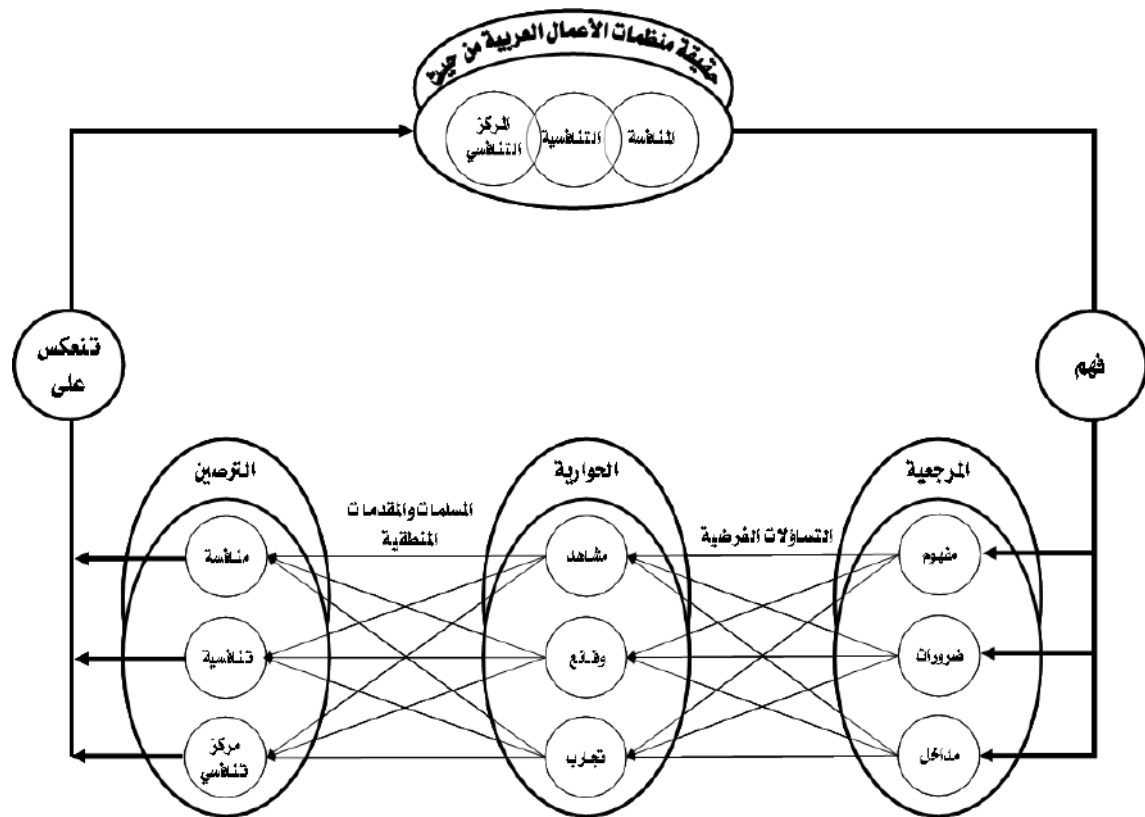 حقيقة منظمات الأعمال العربية من حيث
المنافسة
التنافسية
المركز
التنافسي
فهم
تنعكس
على
المرجعية
الحوارية
الترصين
التساؤلات الفرضية
المسلمات والمقدمات
المنطقية
مفهوم
مشاهد
منافسة
ضرورات
وقائع
تنافسية
مداخل
تجارب
مركز
تنافسي